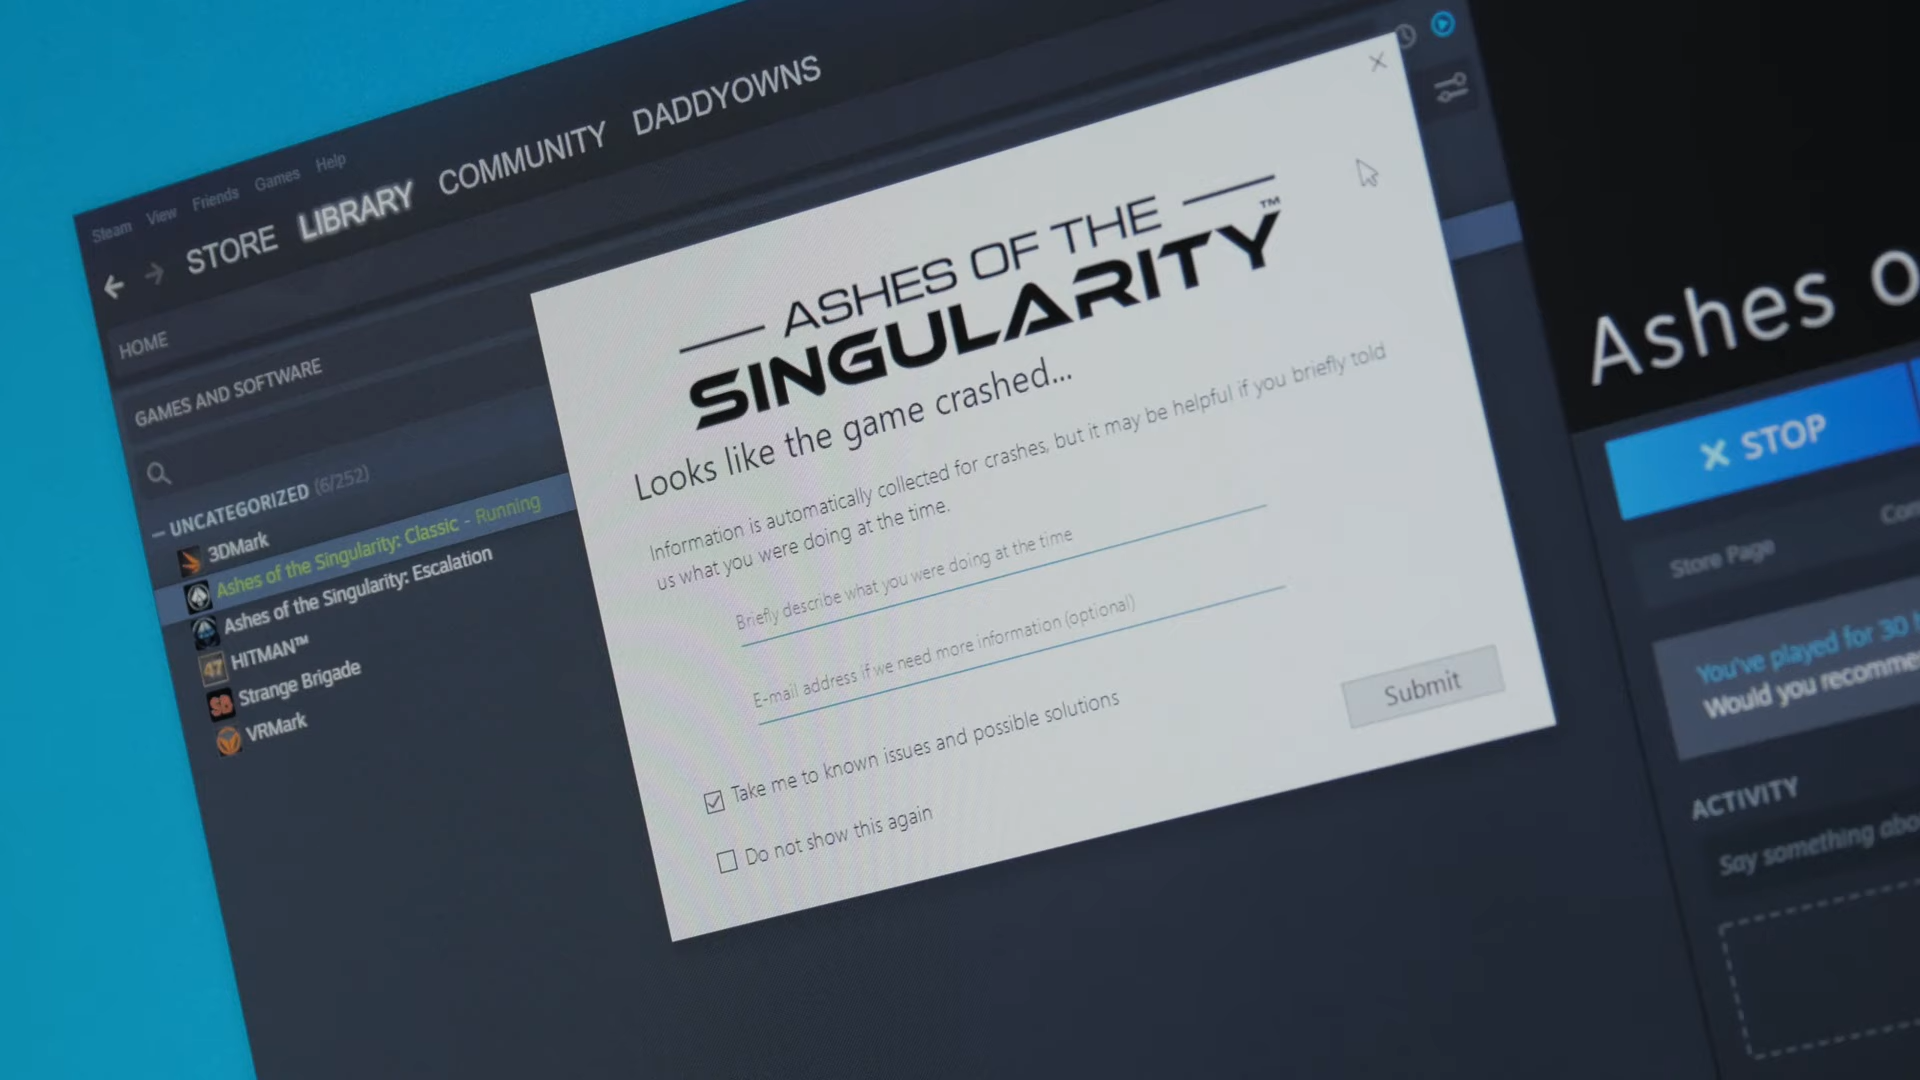 Steam View Friends Games Help
STORE LIBRARY COMMUNITY DADDYOWNS
HOME
GAMES AND SOFTWARE
— UNCATEGORIZED (6/252)
3DMark
Ashes of the Singularity: Classic - Running
Ashes of the Singularity: Escalation
47 HITMAN™
SB Strange Brigade
VRMark
ASHES OF THE
SINGULARITY™
Looks like the game crashed...
Information is automatically collected for crashes, but it may be helpful if you briefly told
us what you were doing at the time.
Briefly describe what you were doing at the time
E-mail address if we need more information (optional)
Take me to known issues and possible solutions
Do not show this again
Submit
Ashes o
STOP
Store Page
You've played for 30
Would you recomme
ACTIVITY
Say something abo